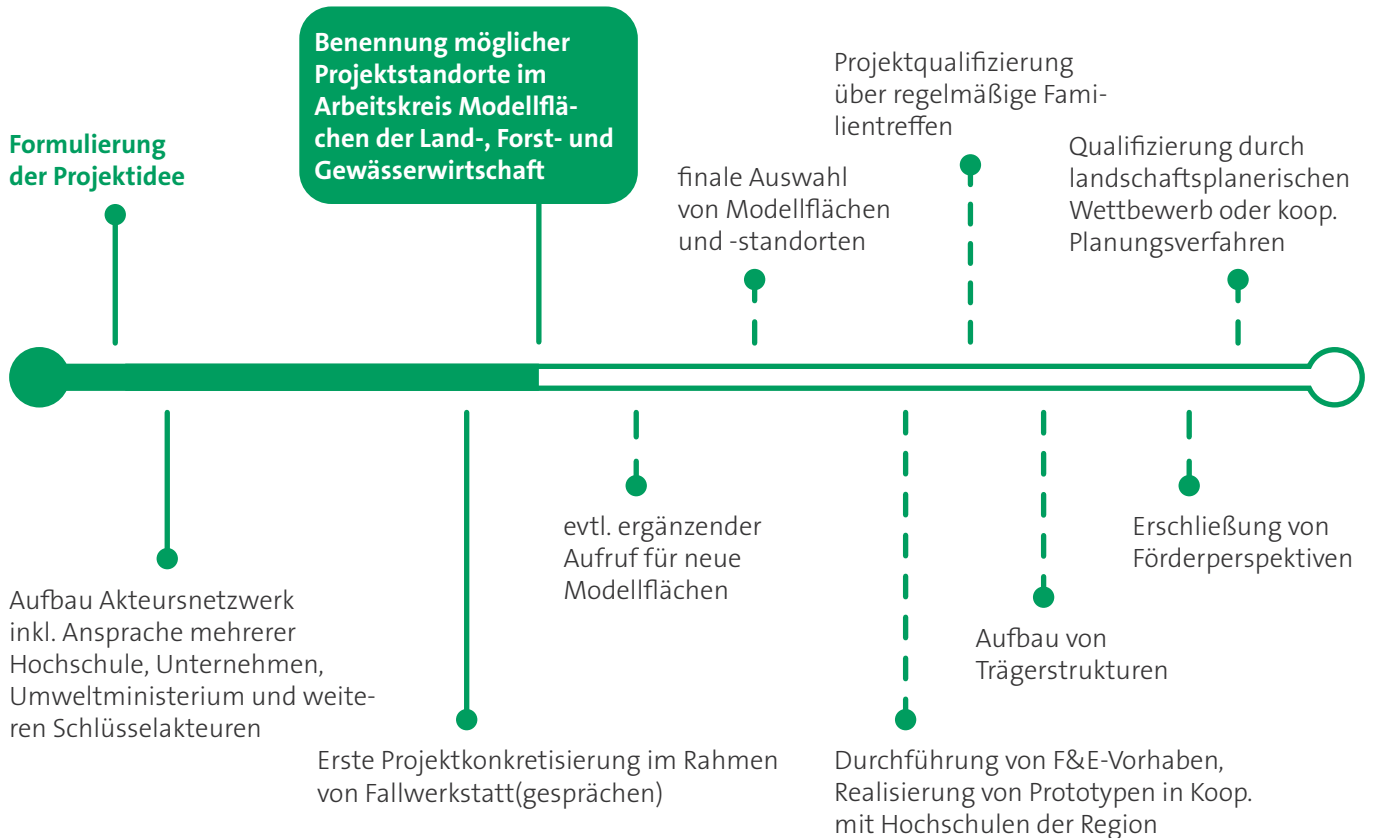 Formulierung
der Projektidee
Benennung möglicher
Projektstandorte im
Arbeitskreis Modellflä-
chen der Land-, Forst- und
Gewässerwirtschaft
finale Auswahl
von Modellflächen
und -standorten
Projektqualifizierung
über regelmäßige Fami-
lientreffen
Qualifizierung durch
landschaftsplanerischen
Wettbewerb oder koop.
Planungsverfahren
Aufbau Akteursnetzwerk
inkl. Ansprache mehrerer
Hochschule, Unternehmen,
Umweltministerium und weite-
ren Schlüsselakteuren
Erste Projektkonkretisierung im Rahmen
von Fallwerkstatt(gesprächen)
evtl. ergänzender
Aufruf für neue
Modellflächen
Durchführung von F&E-Vorhaben,
Realisierung von Prototypen in Koop.
mit Hochschulen der Region
Aufbau von
Trägerstrukturen
Erschließung von
Förderperspektiven